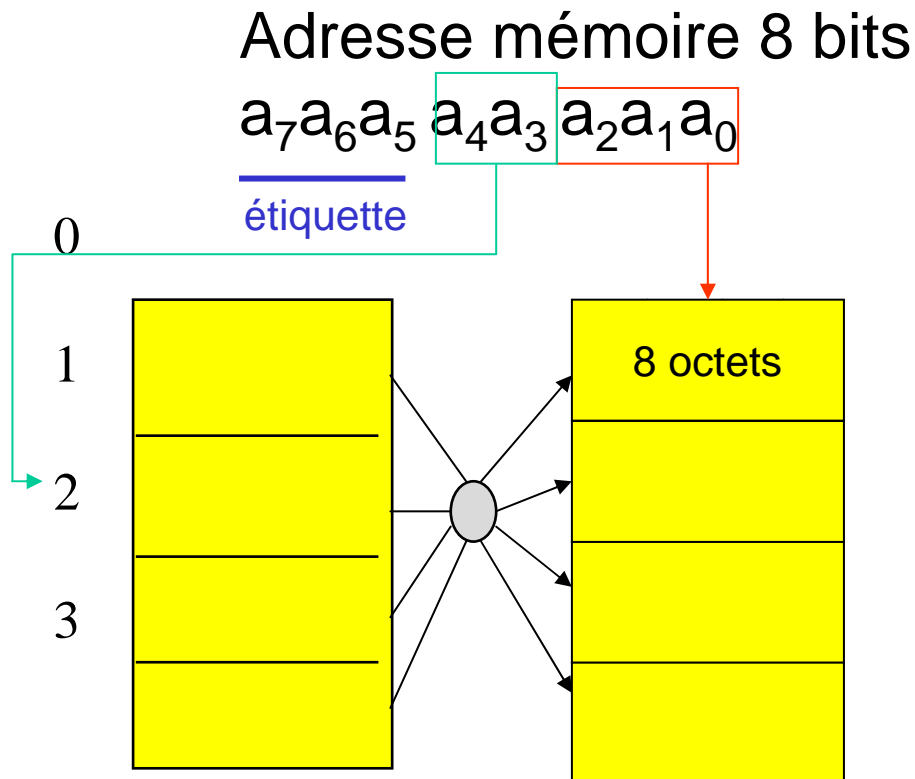 Adresse mémoire 8 bits
a₇a₆a₅ a₄a₃ a₂a₁a₀
étiquette
0
1
8 octets
2
3